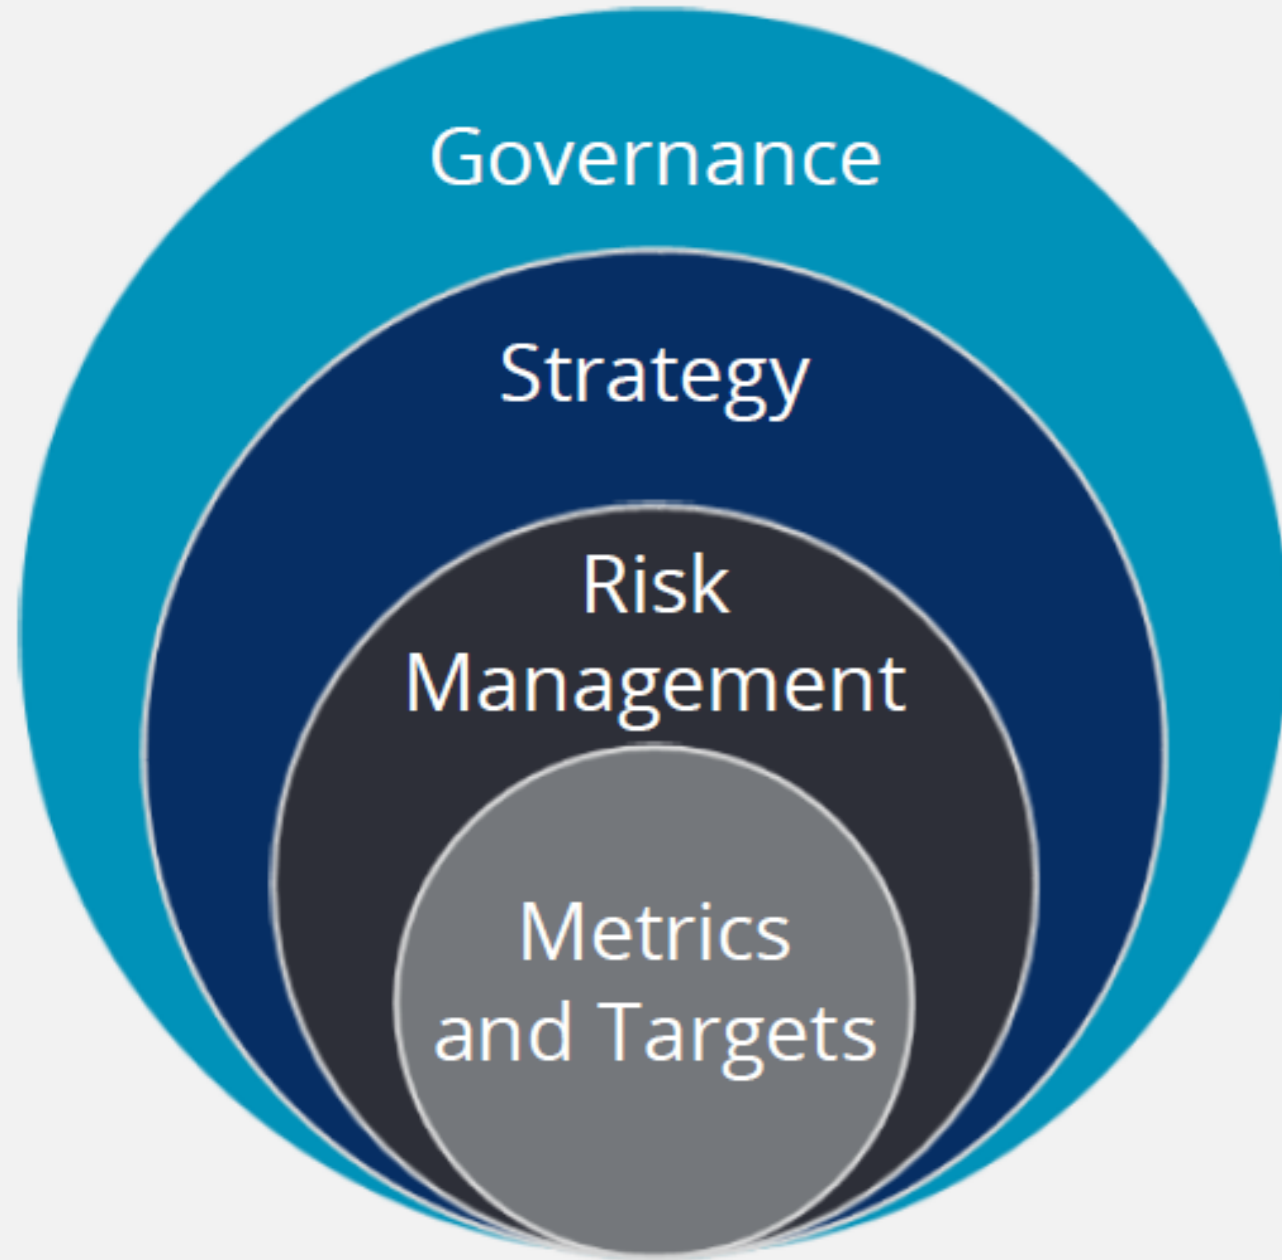 Governance
Strategy
Risk
Management
Metrics
and Targets